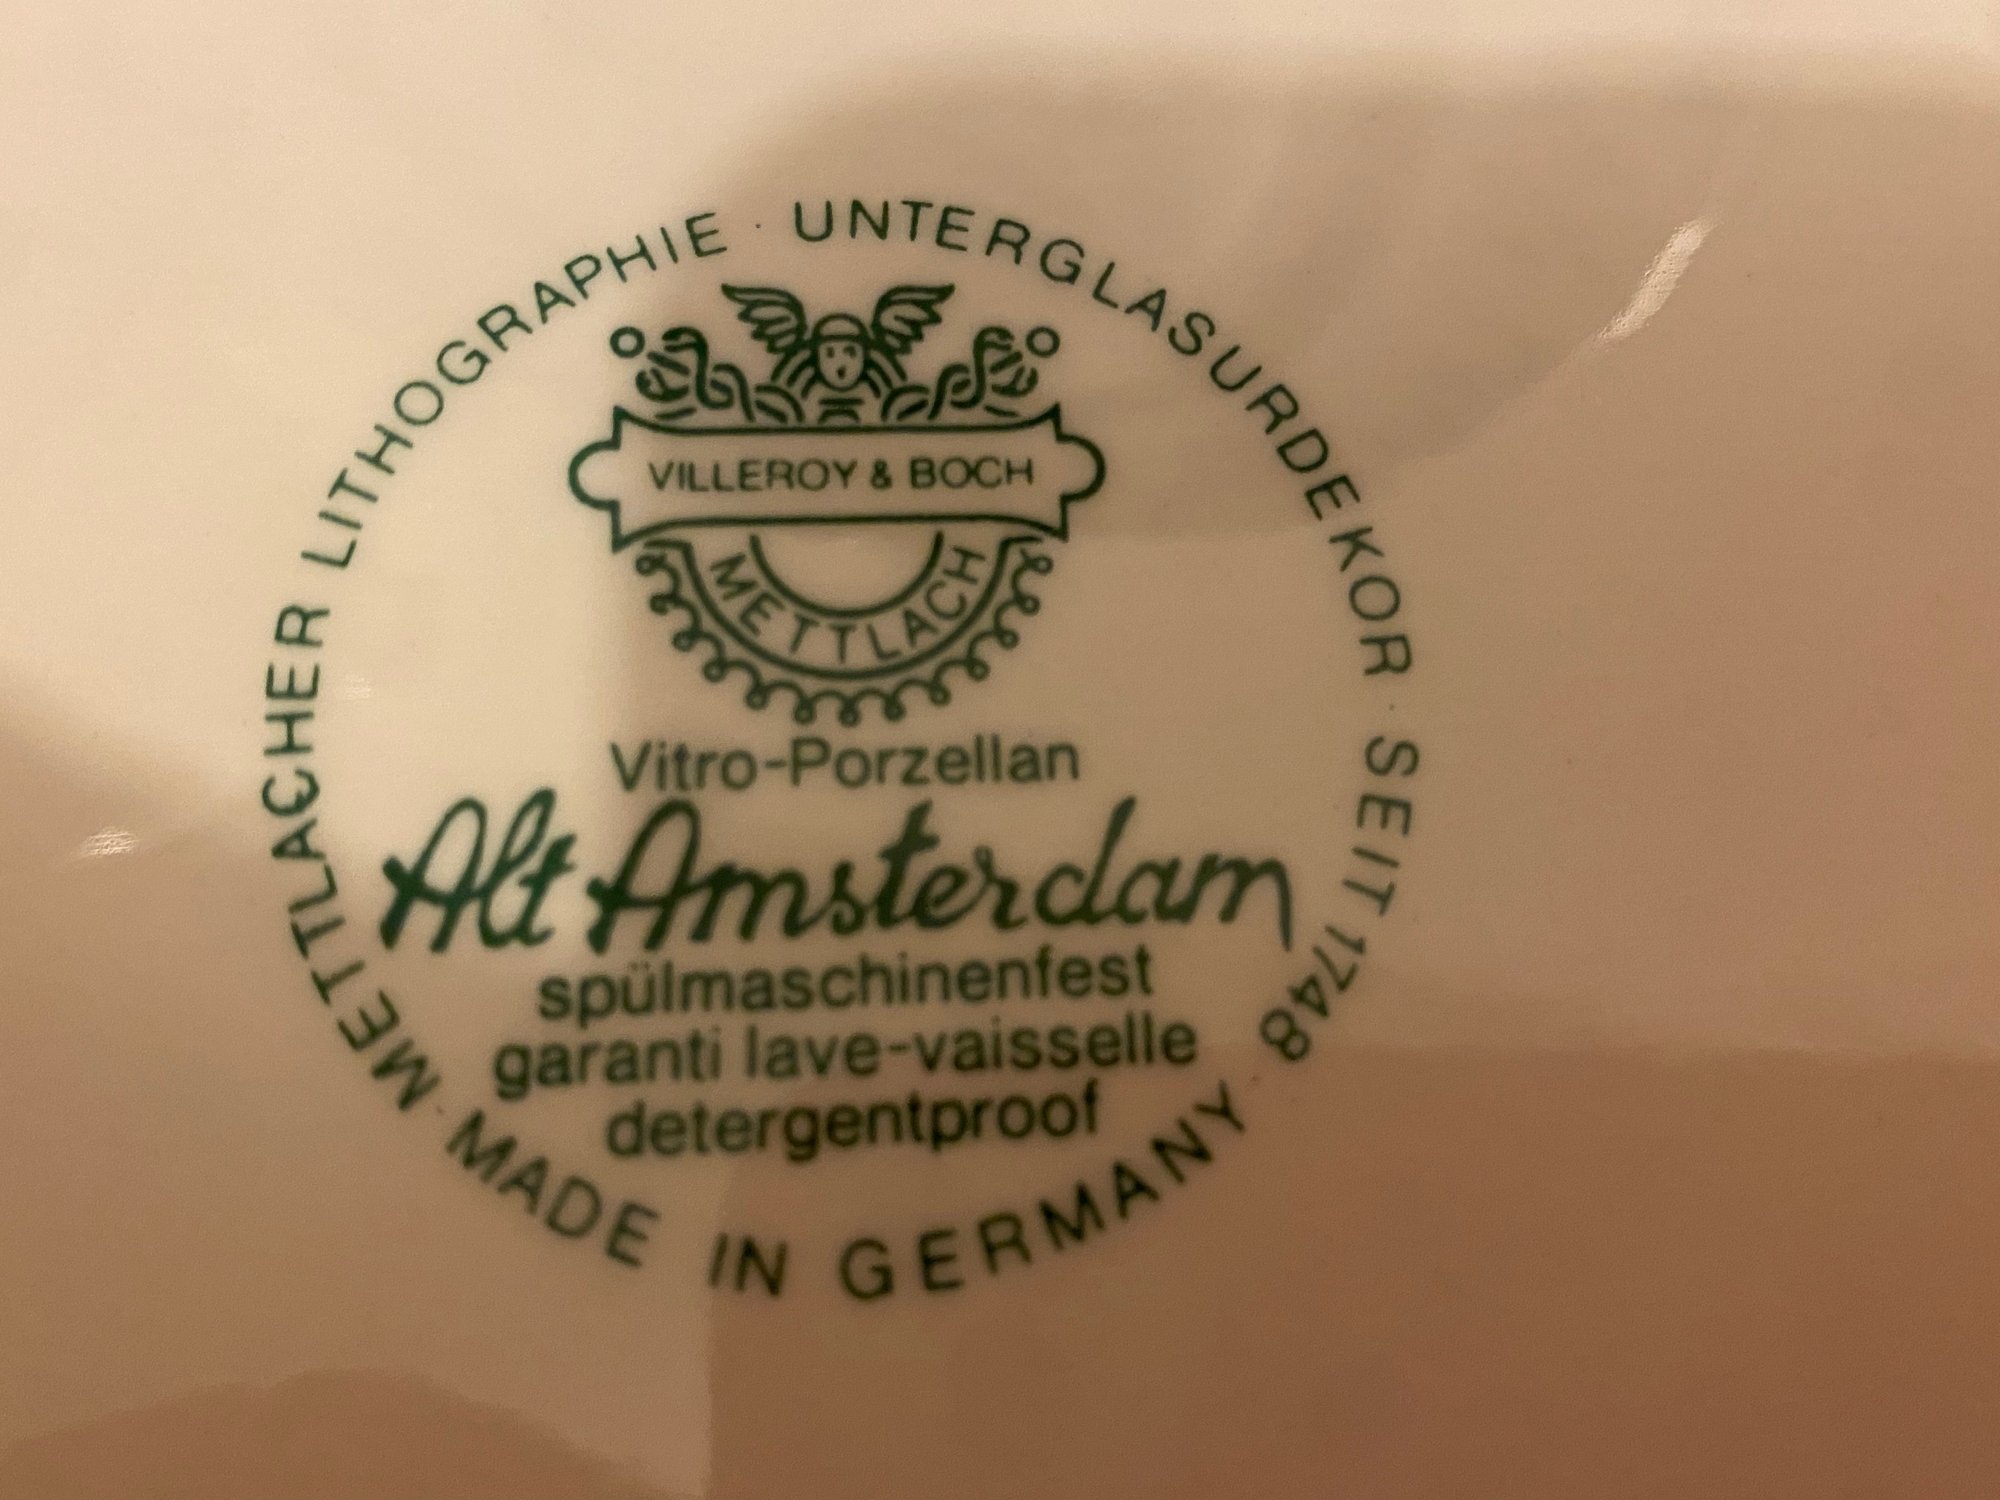 METTLACHER LITHOGRAPHIE · UNTERGLASURDEKOR · SEIT 1748 ·
VILLEROY & BOCH
METTLACH
Vitro-Porzellan
Alt Amsterdam
spülmaschinenfest
garanti lave-vaisselle
detergentproof
MADE IN GERMANY